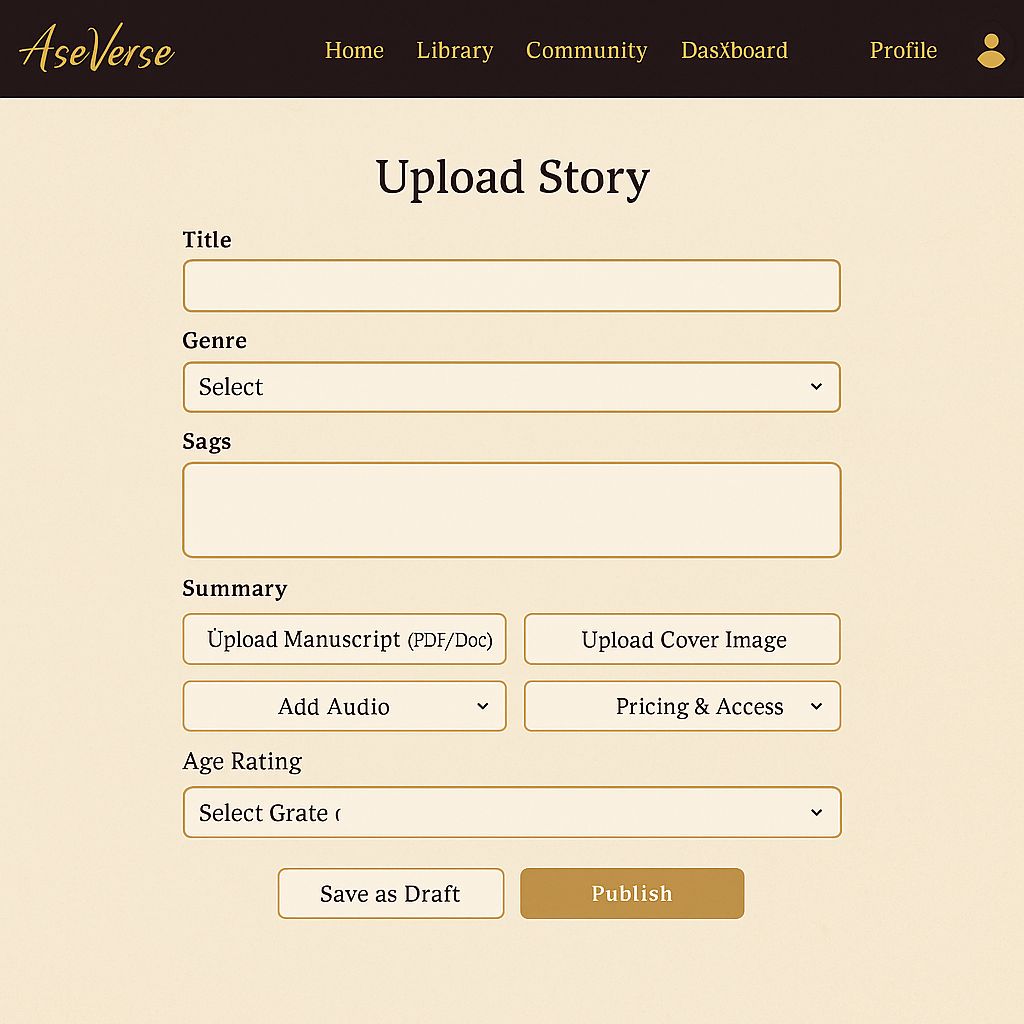 AseVerse
Home Library Community DasXboard Profile
Upload Story
Title
Genre
Select
Sags
Summary
Upload Manuscript (PDF/Doc) Upload Cover Image
Add Audio Pricing & Access
Age Rating
Select Grate
Save as Draft Publish